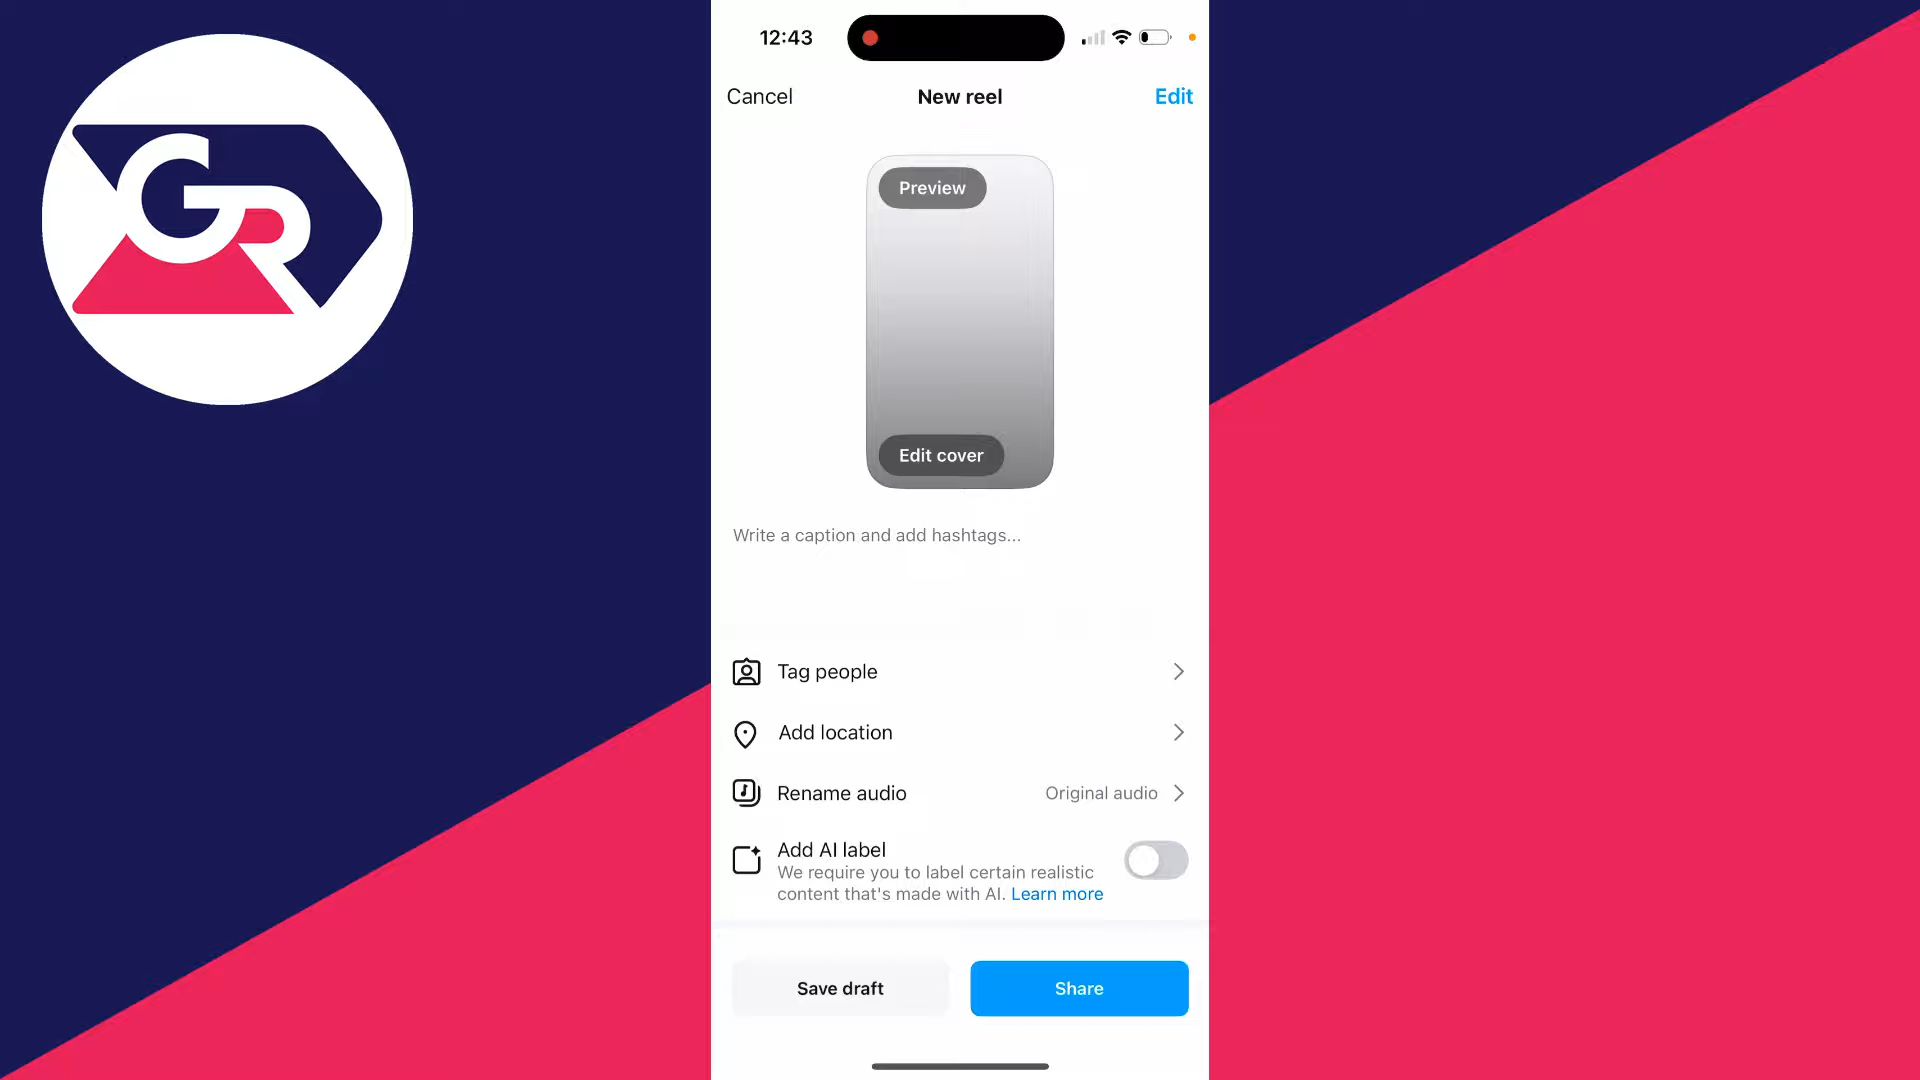 GR
12:43
Cancel
New reel
Edit
Preview
Edit cover
Write a caption and add hashtags...
Tag people
Add location
Rename audio
Original audio
Add AI label
We require you to label certain realistic
content that's made with AI. Learn more
Save draft
Share